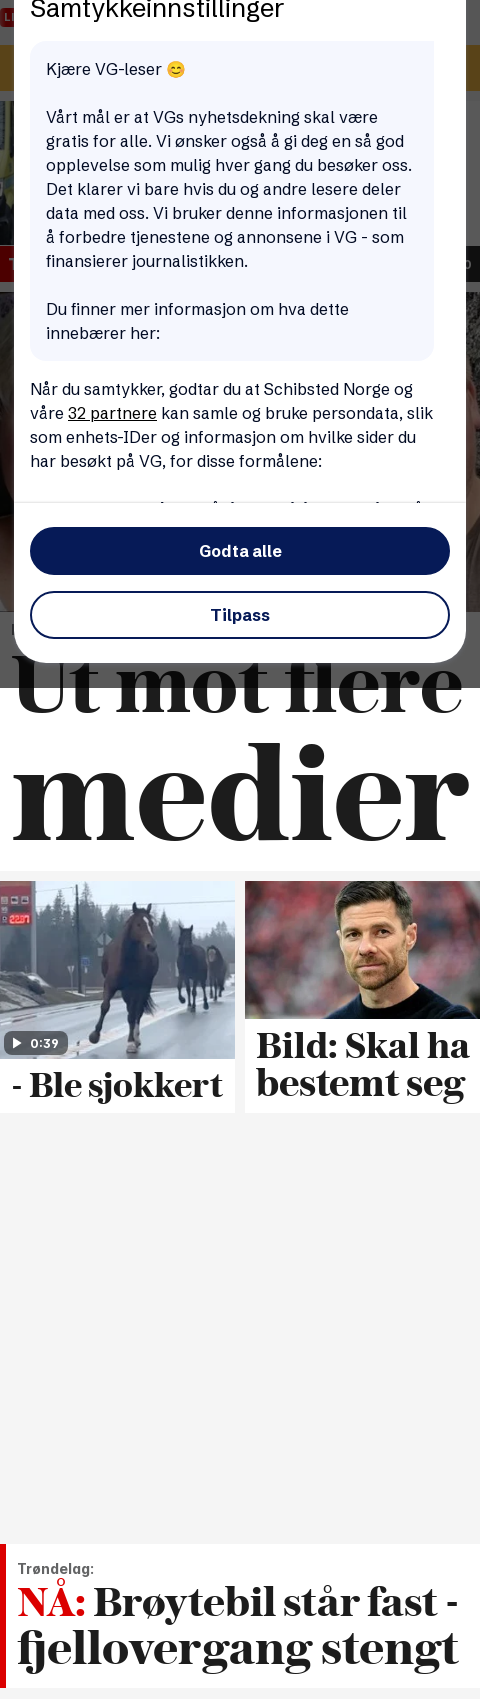 Samtykkeinnstillinger
Kjære VG-leser 😊
Vårt mål er at VGs nyhetsdekning skal være
gratis for alle. Vi ønsker også å gi deg en så god
opplevelse som mulig hver gang du besøker oss.
Det klarer vi bare hvis du og andre lesere deler
data med oss. Vi bruker denne informasjonen til
å forbedre tjenestene og annonsene i VG - som
finansierer journalistikken.
Du finner mer informasjon om hva dette
innebærer her:
Når du samtykker, godtar du at Schibsted Norge og
våre 32 partnere kan samle og bruke persondata, slik
som enhets-IDer og informasjon om hvilke sider du
har besøkt på VG, for disse formålene:
Godta alle
Tilpass
Ut mot flere
medier
0:39
- Ble sjokkert
Bild: Skal ha
bestemt seg
Trøndelag:
NÅ: Brøytebil står fast -
fjellovergang stengt